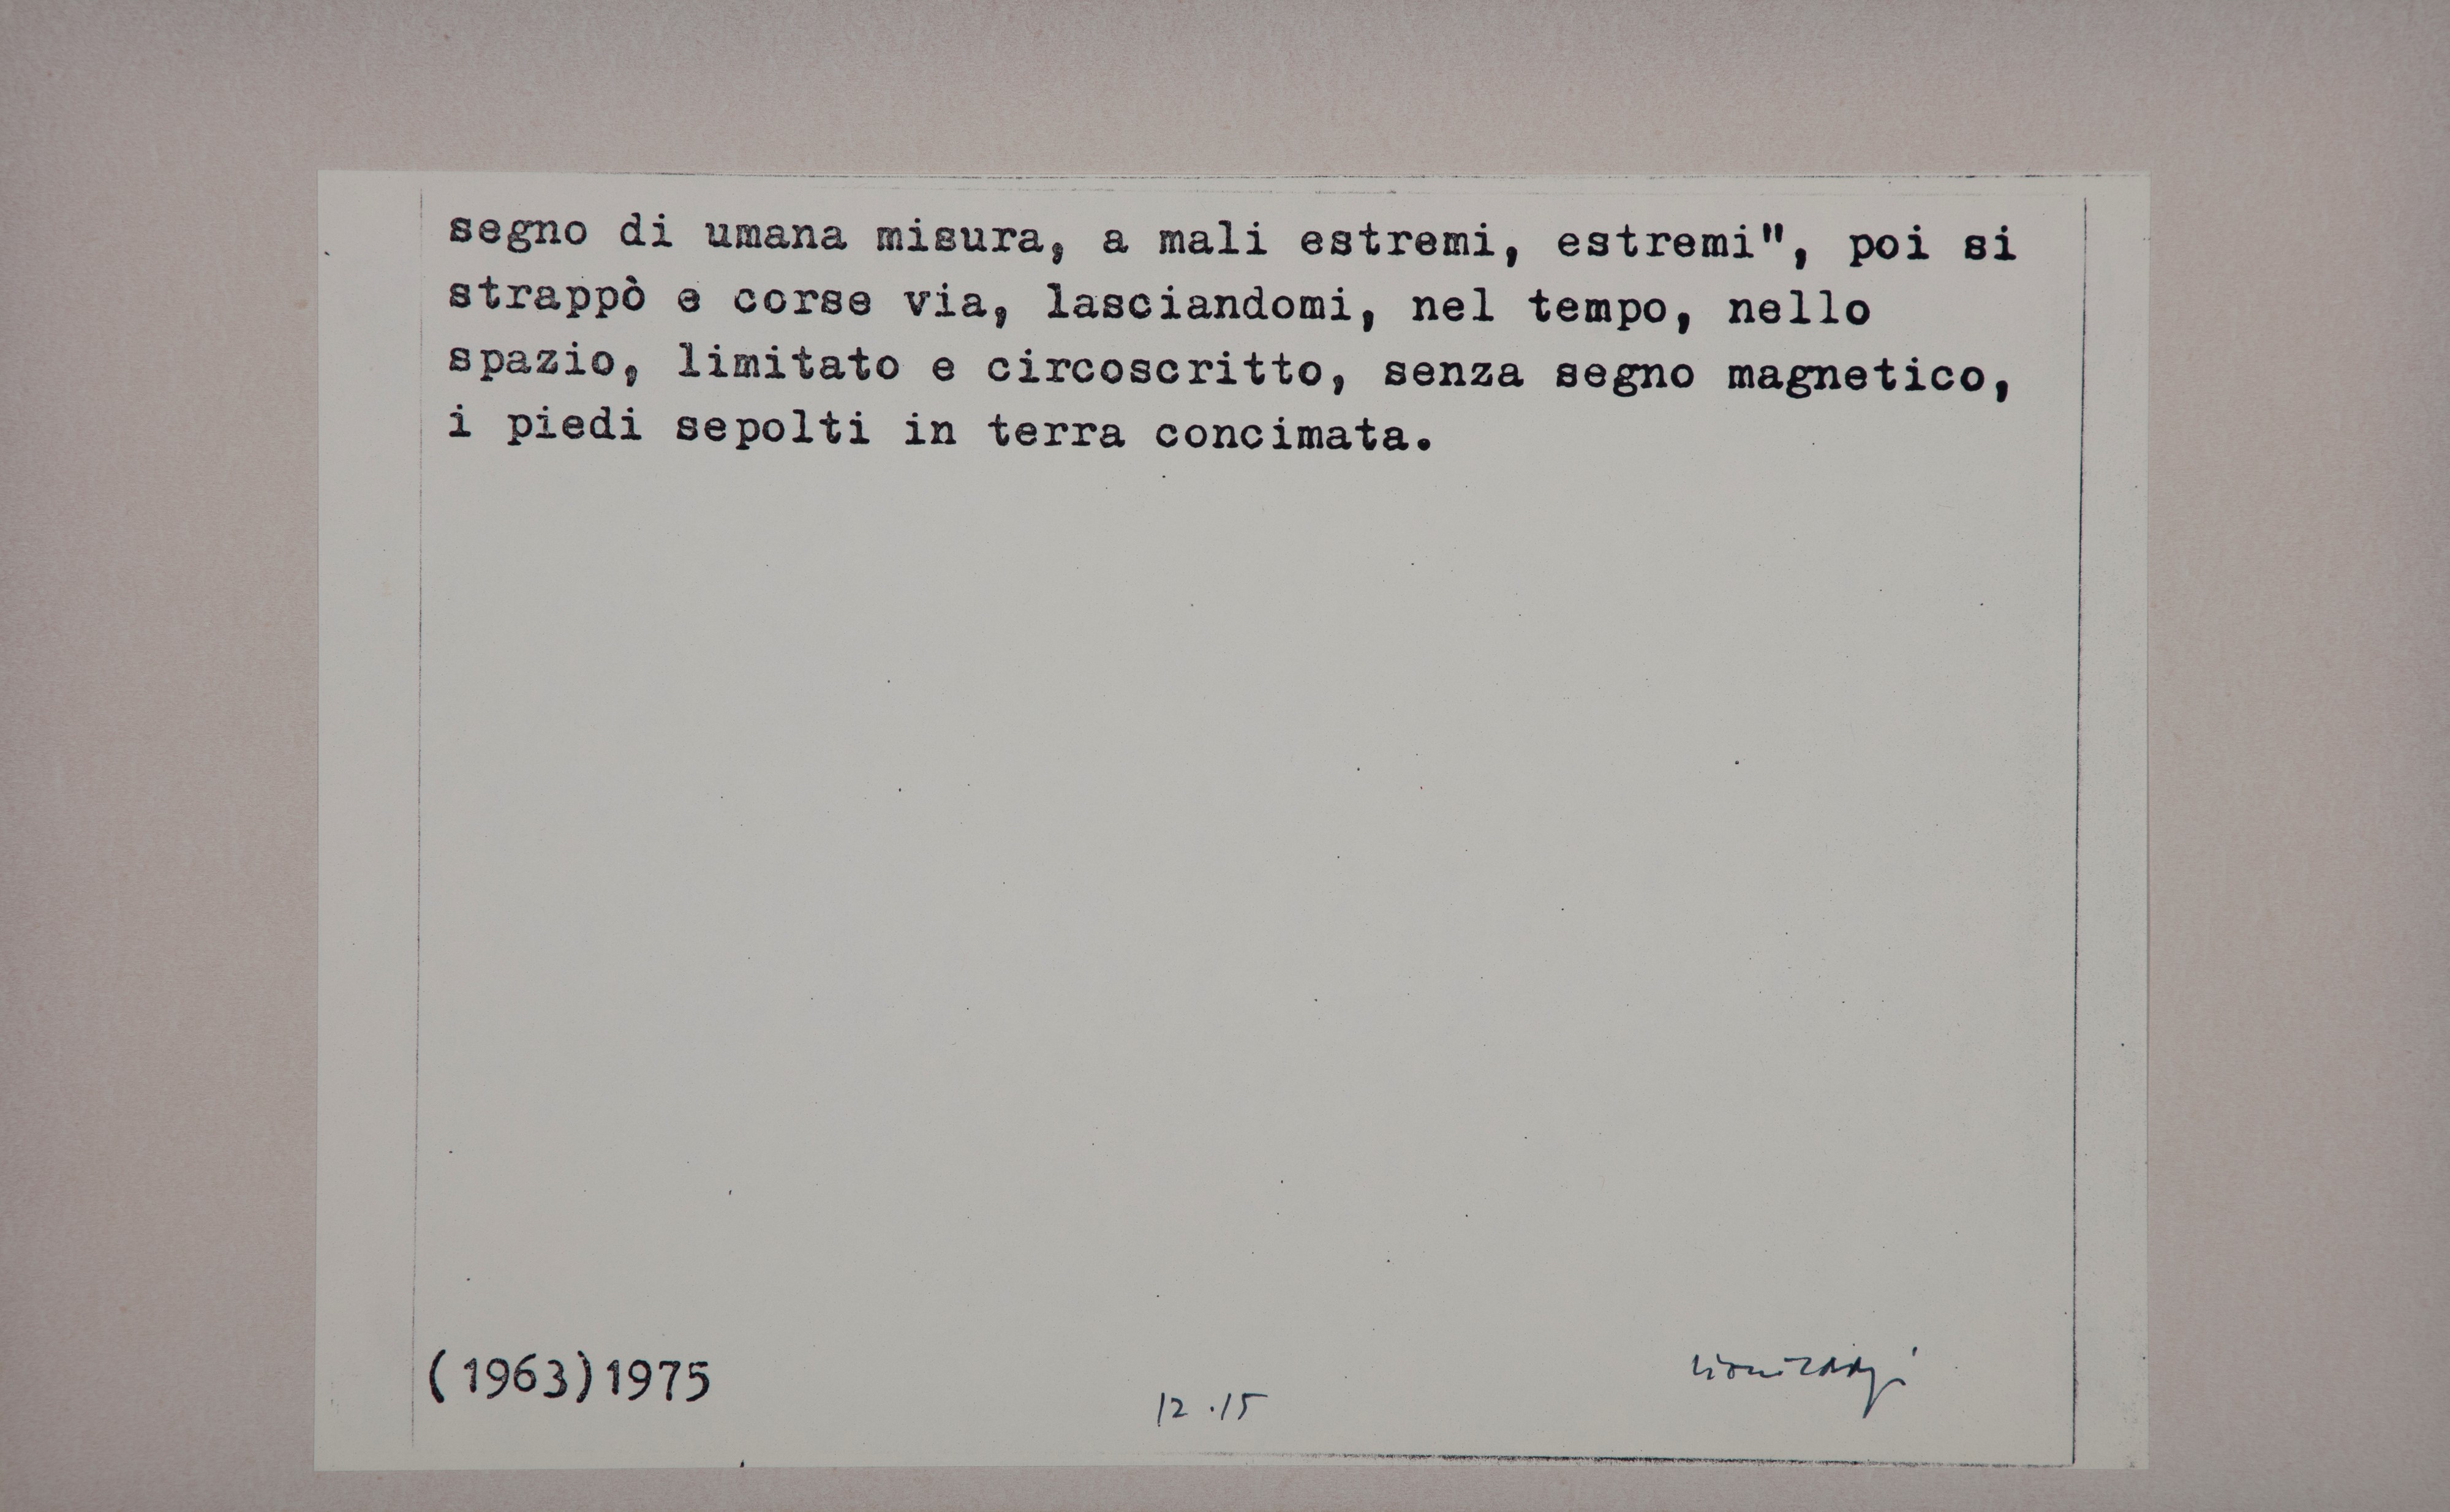 segno di umana misura, a mali estremi, estremi", poi si
strappò e corse via, lasciandomi, nel tempo, nello
spazio, limitato e circoscritto, senza segno magnetico,
i piedi sepolti in terra concimata.
(1963)1975
12.15